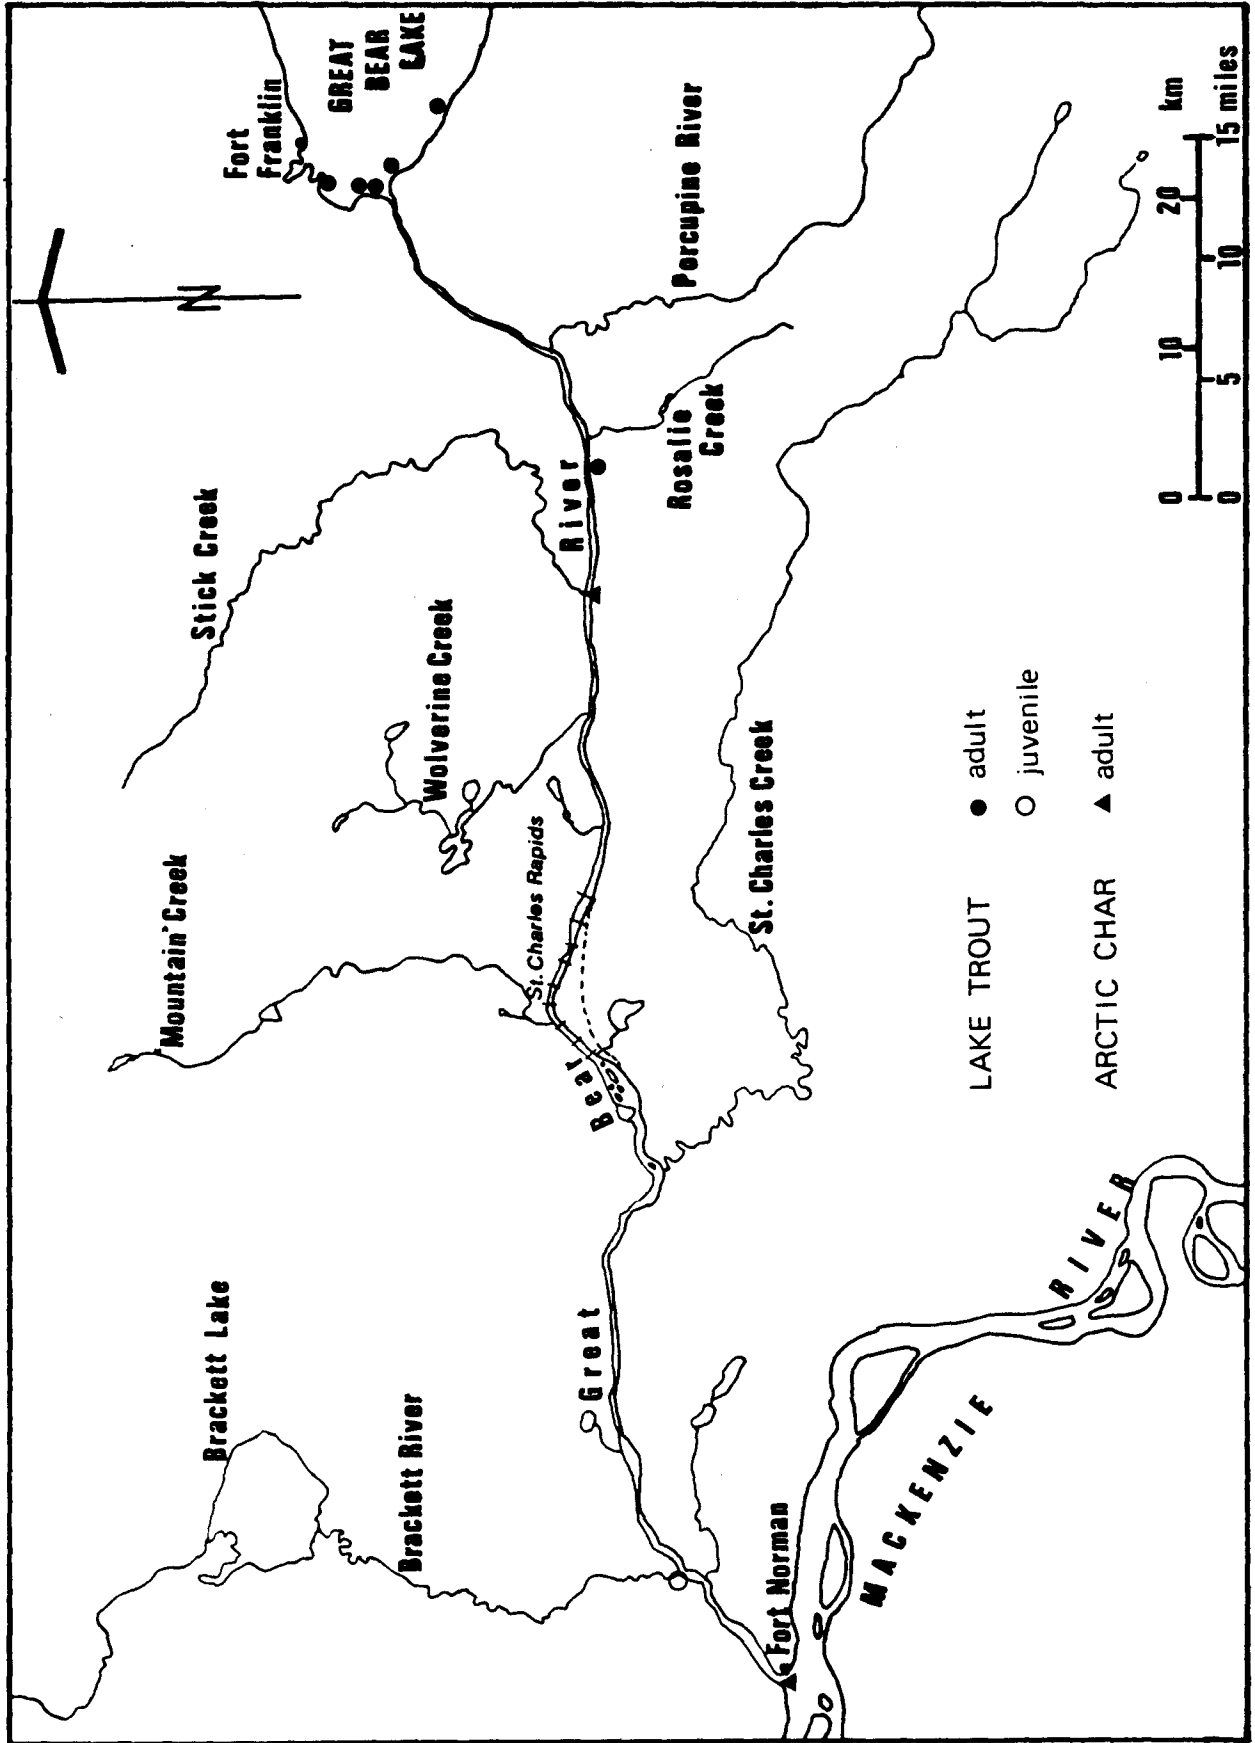 Brackett Lake
Brackett River
Mountain Creek
Stick Creek
Wolverine Creek
St. Charles Rapids
Fort
Franklin
GREAT
BEAR
LAKE
N
Great
Bear
River
Porcupine River
Rosalie
Creek
St. Charles Creek
Fort Norman
MACKENZIE
RIVER
LAKE TROUT
● adult
○ juvenile
ARCTIC CHAR
▲ adult
0 10 20 km
0 5 10 15 miles